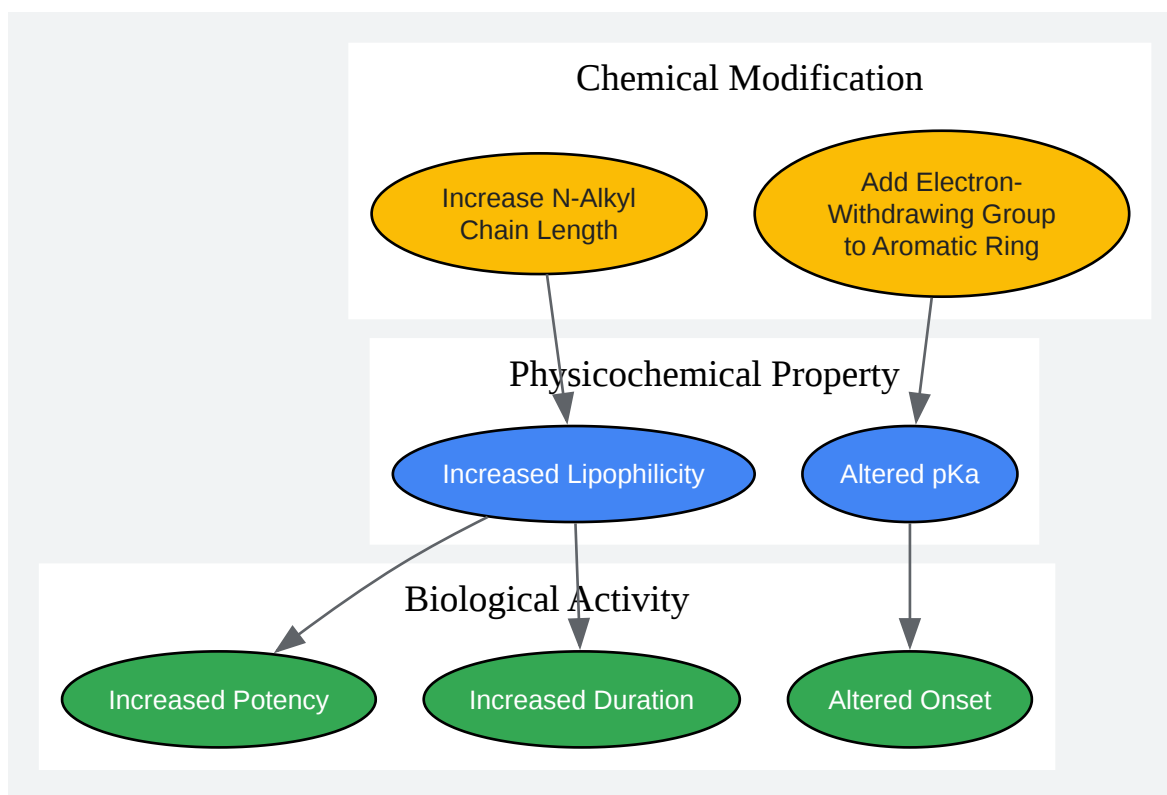 Chemical Modification
Increase N-Alkyl
Chain Length
Add Electron-
Withdrawing Group
to Aromatic Ring
Physicochemical Property
Increased Lipophilicity
Altered pKa
Biological Activity
Increased Potency
Increased Duration
Altered Onset